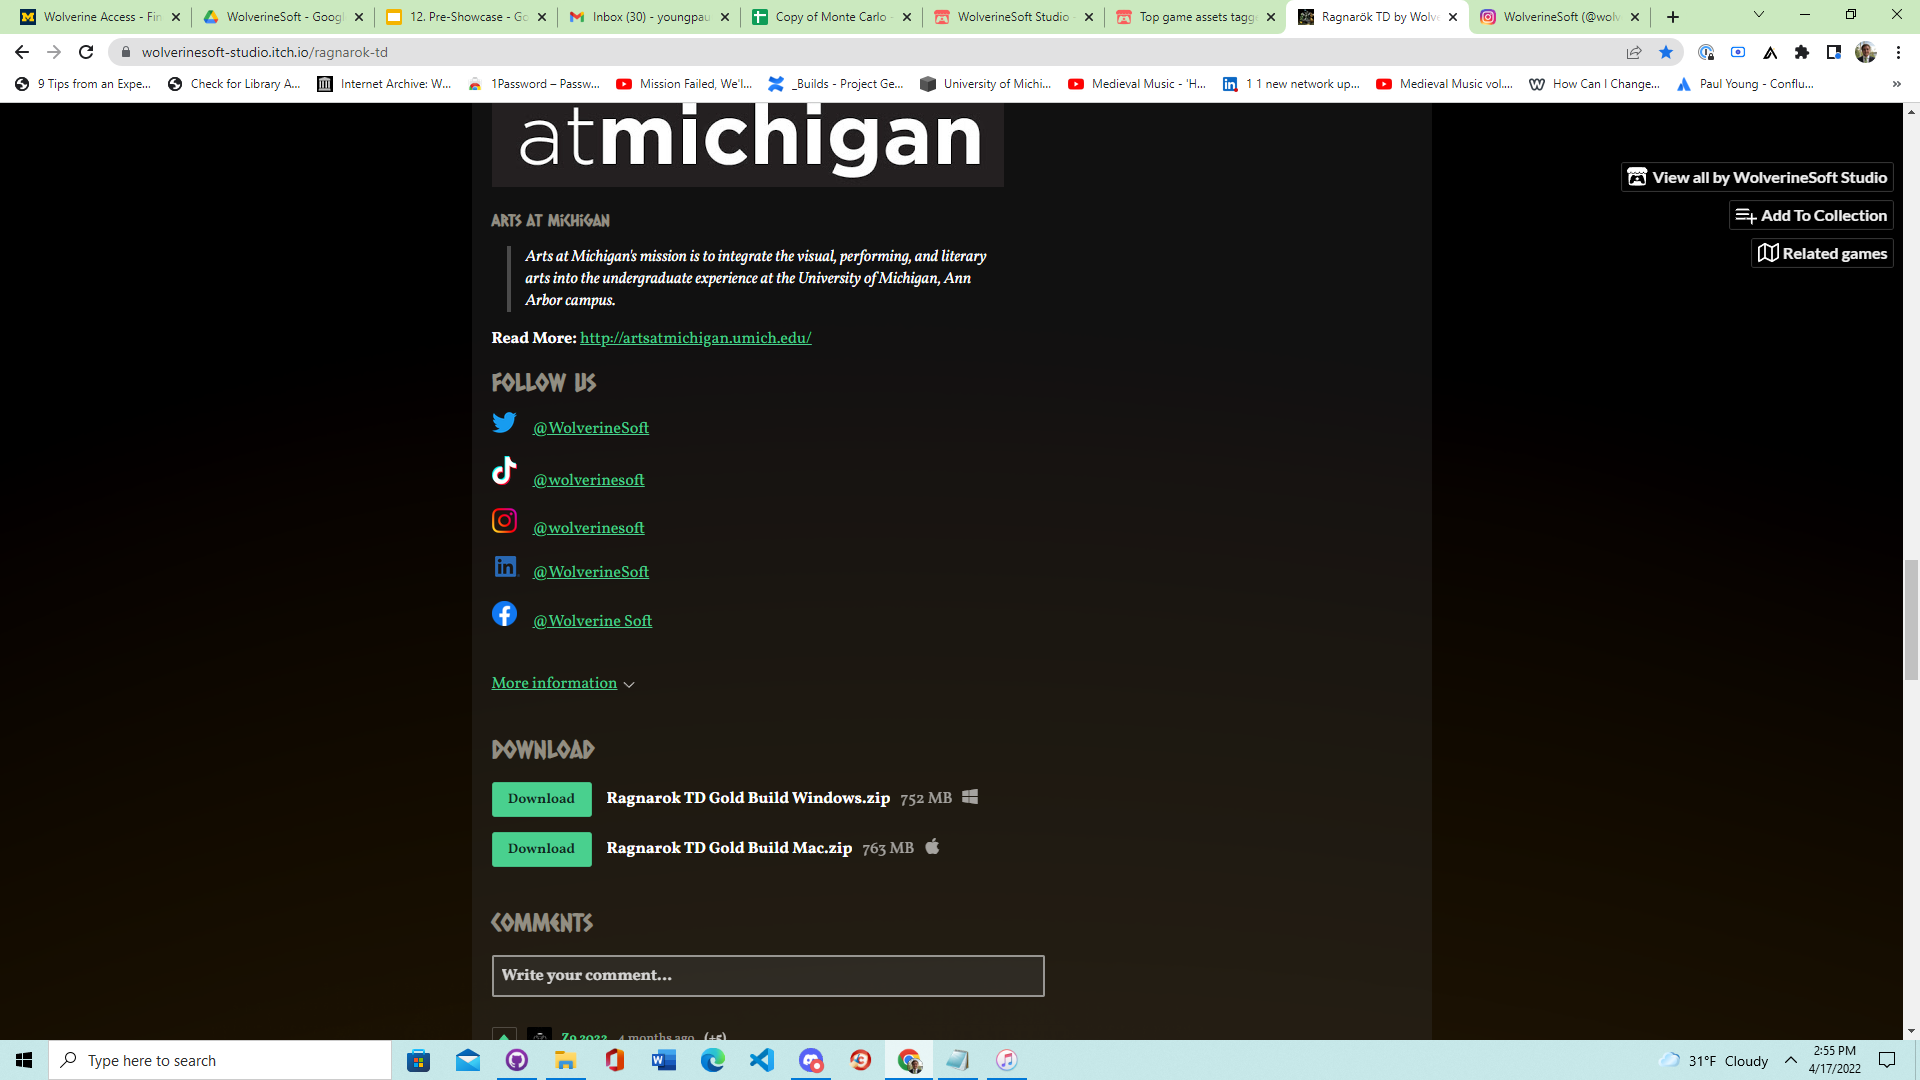 Wolverine Access - Fin
WolverineSoft - Googl
12. Pre-Showcase - Go
Inbox (30) - youngpau
Copy of Monte Carlo -
WolverineSoft Studio -
Top game assets tagg
Ragnarök TD by Wolve
WolverineSoft (@wolv
wolverinesoft-studio.itch.io/ragnarok-td
9 Tips from an Expe...
Check for Library A...
Internet Archive: W...
1Password – Passw...
Mission Failed, We'l...
_Builds - Project Ge...
University of Michi...
Medieval Music - 'H...
1 1 new network up...
Medieval Music vol....
How Can I Change...
Paul Young - Conflu...
»
atmichigan
View all by WolverineSoft Studio
Add To Collection
Related games
ARTS AT MICHIGAN
Arts at Michigan's mission is to integrate the visual, performing, and literary
arts into the undergraduate experience at the University of Michigan, Ann
Arbor campus.
Read More: http://artsatmichigan.umich.edu/
FOLLOW US
@WolverineSoft
@wolverinesoft
@wolverinesoft
@WolverineSoft
@Wolverine Soft
More information
DOWNLOAD
Download Ragnarok TD Gold Build Windows.zip 752 MB
Download Ragnarok TD Gold Build Mac.zip 763 MB
COMMENTS
Write your comment...
Z9 2022 4 months ago (+5)
Type here to search
31°F Cloudy
2:55 PM
4/17/2022